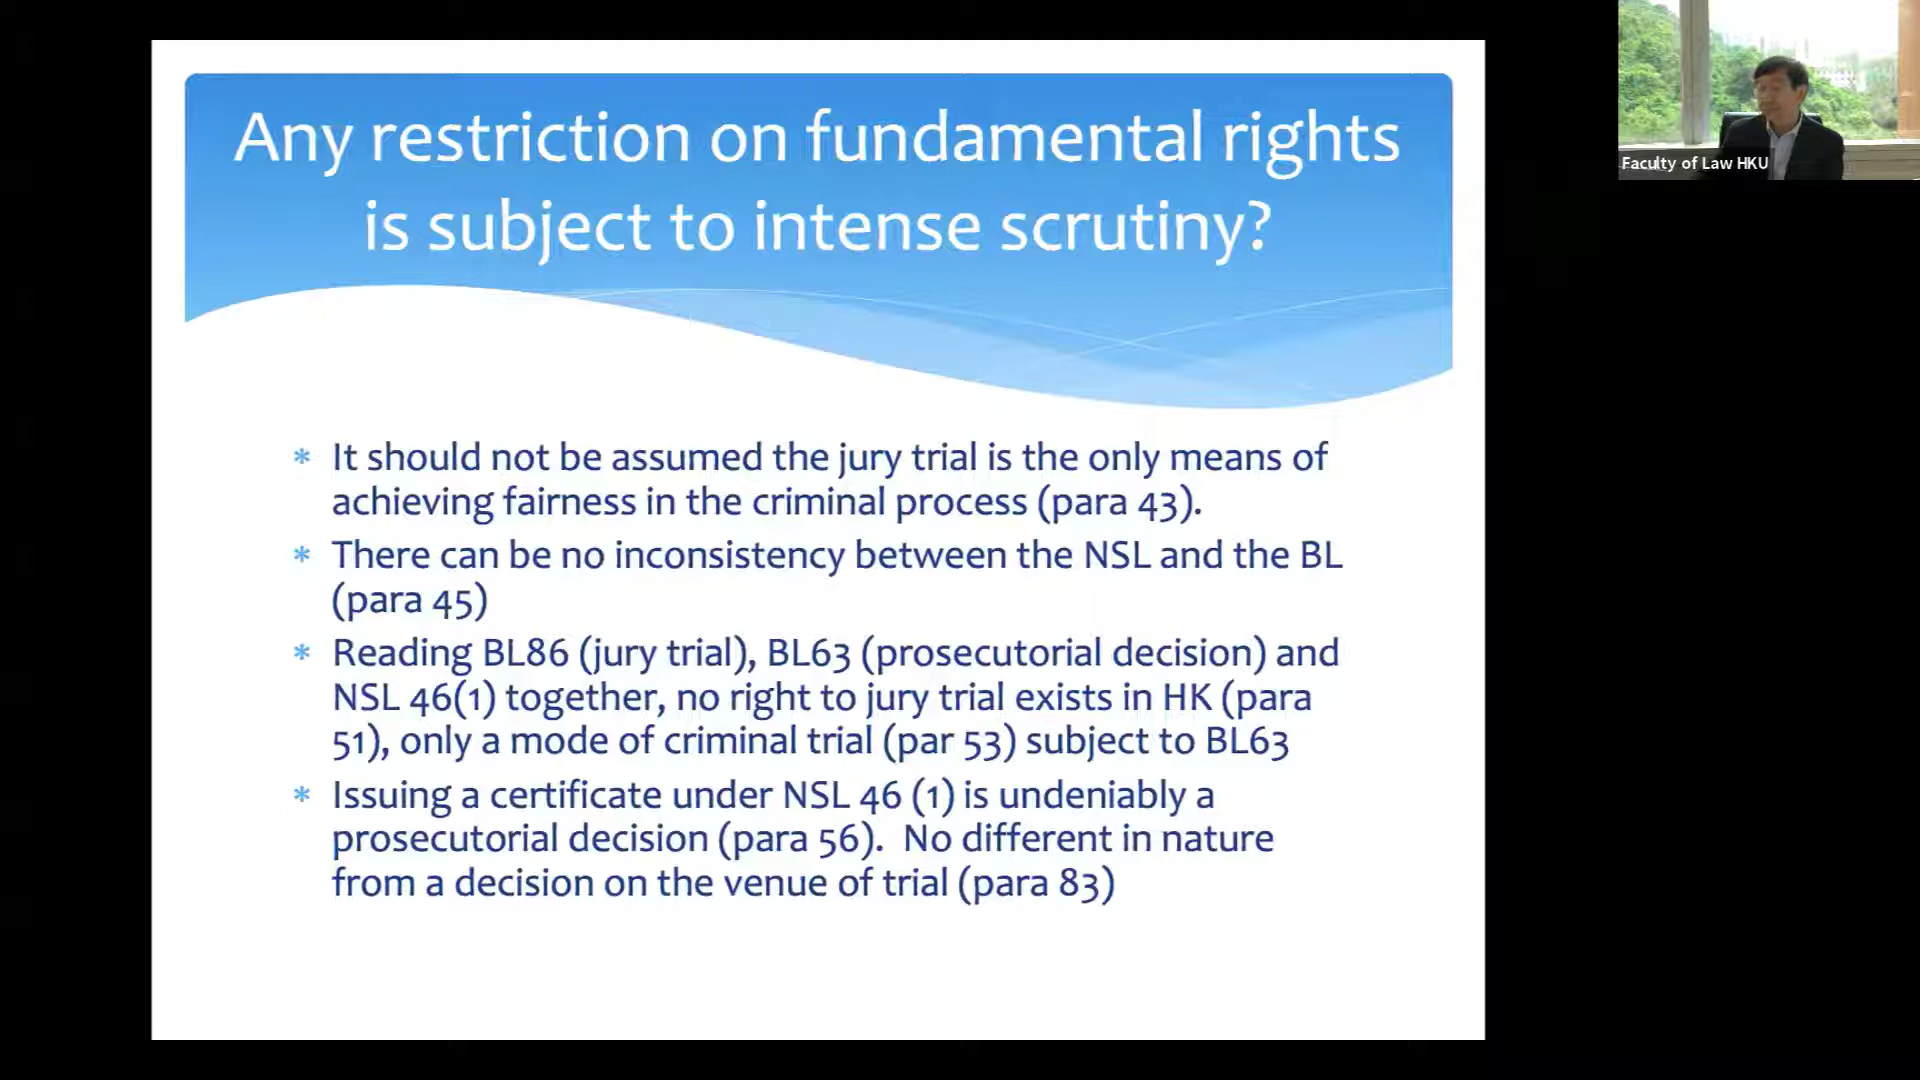 Any restriction on fundamental rights
is subject to intense scrutiny?
Faculty of Law HKU
* It should not be assumed the jury trial is the only means of
achieving fairness in the criminal process (para 43).
* There can be no inconsistency between the NSL and the BL
(para 45)
* Reading BL86 (jury trial), BL63 (prosecutorial decision) and
NSL 46(1) together, no right to jury trial exists in HK (para
51), only a mode of criminal trial (par 53) subject to BL63
* Issuing a certificate under NSL 46 (1) is undeniably a
prosecutorial decision (para 56).  No different in nature
from a decision on the venue of trial (para 83)